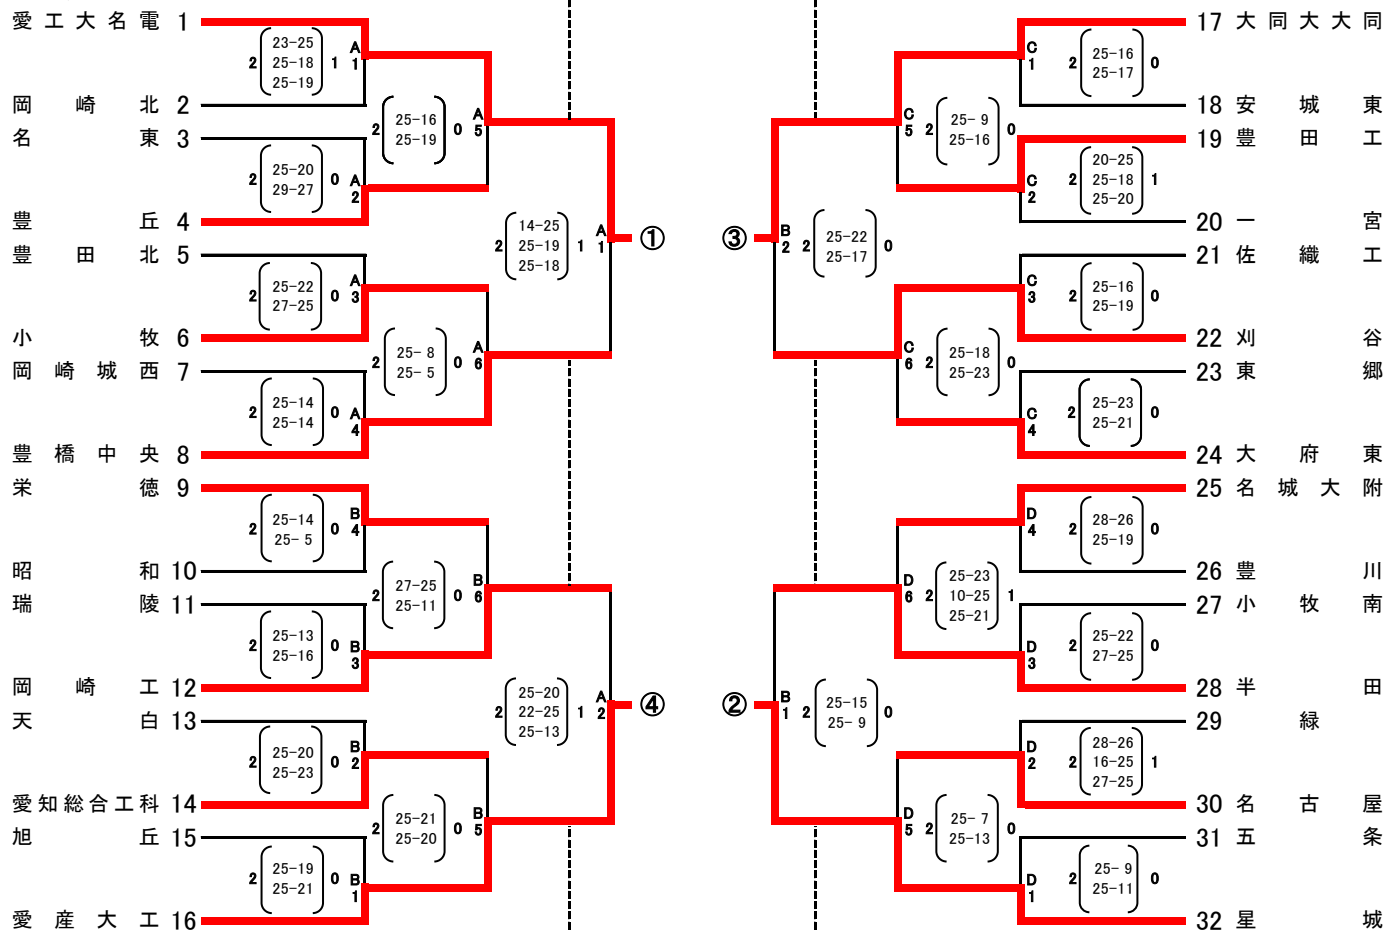 愛工大名電 1
23-25
2 25-18 1
25-19
A
1
岡崎北 2
名東 3
25-20
2 29-27 0
A
2
豊丘 4
25-16
2 25-19 0
A
5
豊田北 5
25-22
2 27-25 0
A
3
小牧 6
岡崎城西 7
25-14
2 25-14 0
A
4
豊橋中央 8
25- 8
2 25- 5 0
A
6
14-25
2 25-19 1
25-18
A
1
①
栄徳 9
25-14
2 25- 5 0
B
4
昭和 10
瑞陵 11
25-13
2 25-16 0
B
3
岡崎工 12
27-25
2 25-11 0
B
6
天白 13
25-20
2 25-23 0
B
2
愛知総合工科 14
旭丘 15
25-19
2 25-21 0
B
1
愛産大工 16
25-21
2 25-20 0
B
5
25-20
2 22-25 1
25-13
A
2
④
17 大同大大同
C
1
25-16
2 25-17 0
18 安城東
19 豊田工
C
2
20-25
2 25-18 1
25-20
20 一宮
C
5
25- 9
2 25-16 0
21 佐織工
C
3
25-16
2 25-19 0
22 刈谷
23 東郷
C
4
25-23
2 25-21 0
24 大府東
C
6
25-18
2 25-23 0
③
B
2
25-22
2 25-17 0
25 名城大附
D
4
28-26
2 25-19 0
26 豊川
27 小牧南
D
3
25-22
2 27-25 0
28 半田
D
6
25-23
2 10-25 1
25-21
29 緑
D
2
28-26
2 16-25 1
27-25
30 名古屋
31 五条
D
1
25- 9
2 25-11 0
32 星城
D
5
25- 7
2 25-13 0
②
B
1
25-15
2 25- 9 0